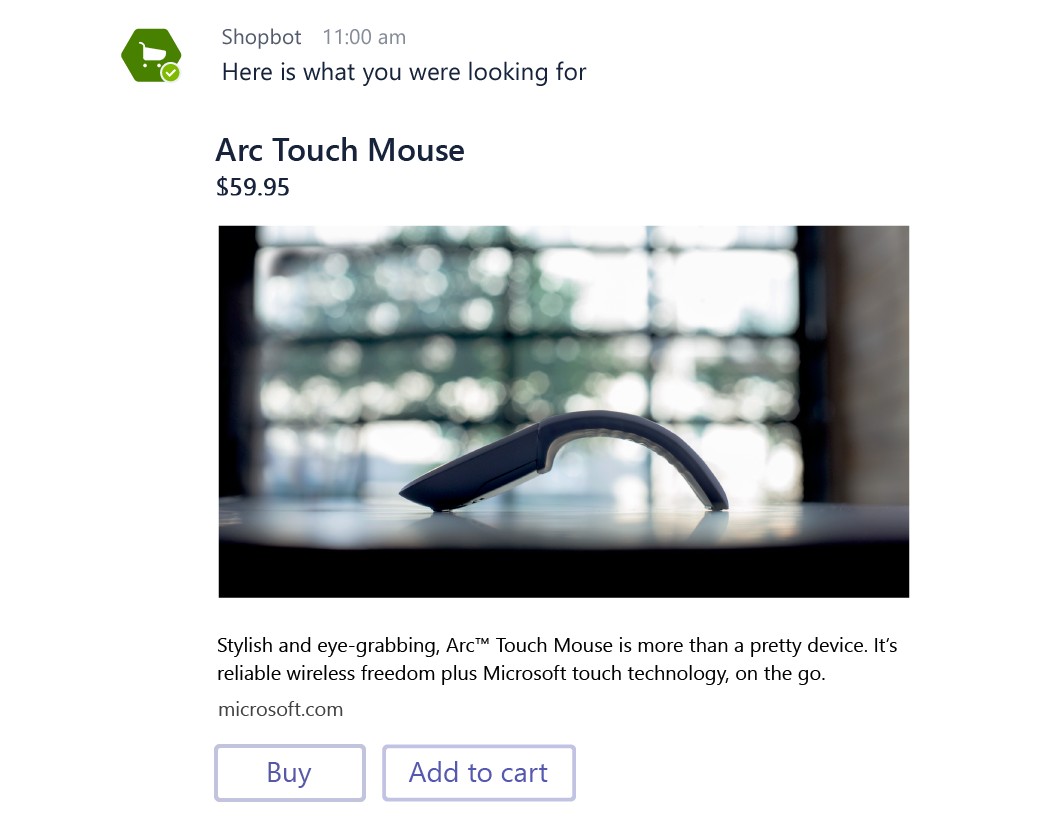 Shopbot 11:00 am
Here is what you were looking for
Arc Touch Mouse
$59.95
Stylish and eye-grabbing, Arc™ Touch Mouse is more than a pretty device. It’s
reliable wireless freedom plus Microsoft touch technology, on the go.
microsoft.com
Buy Add to cart